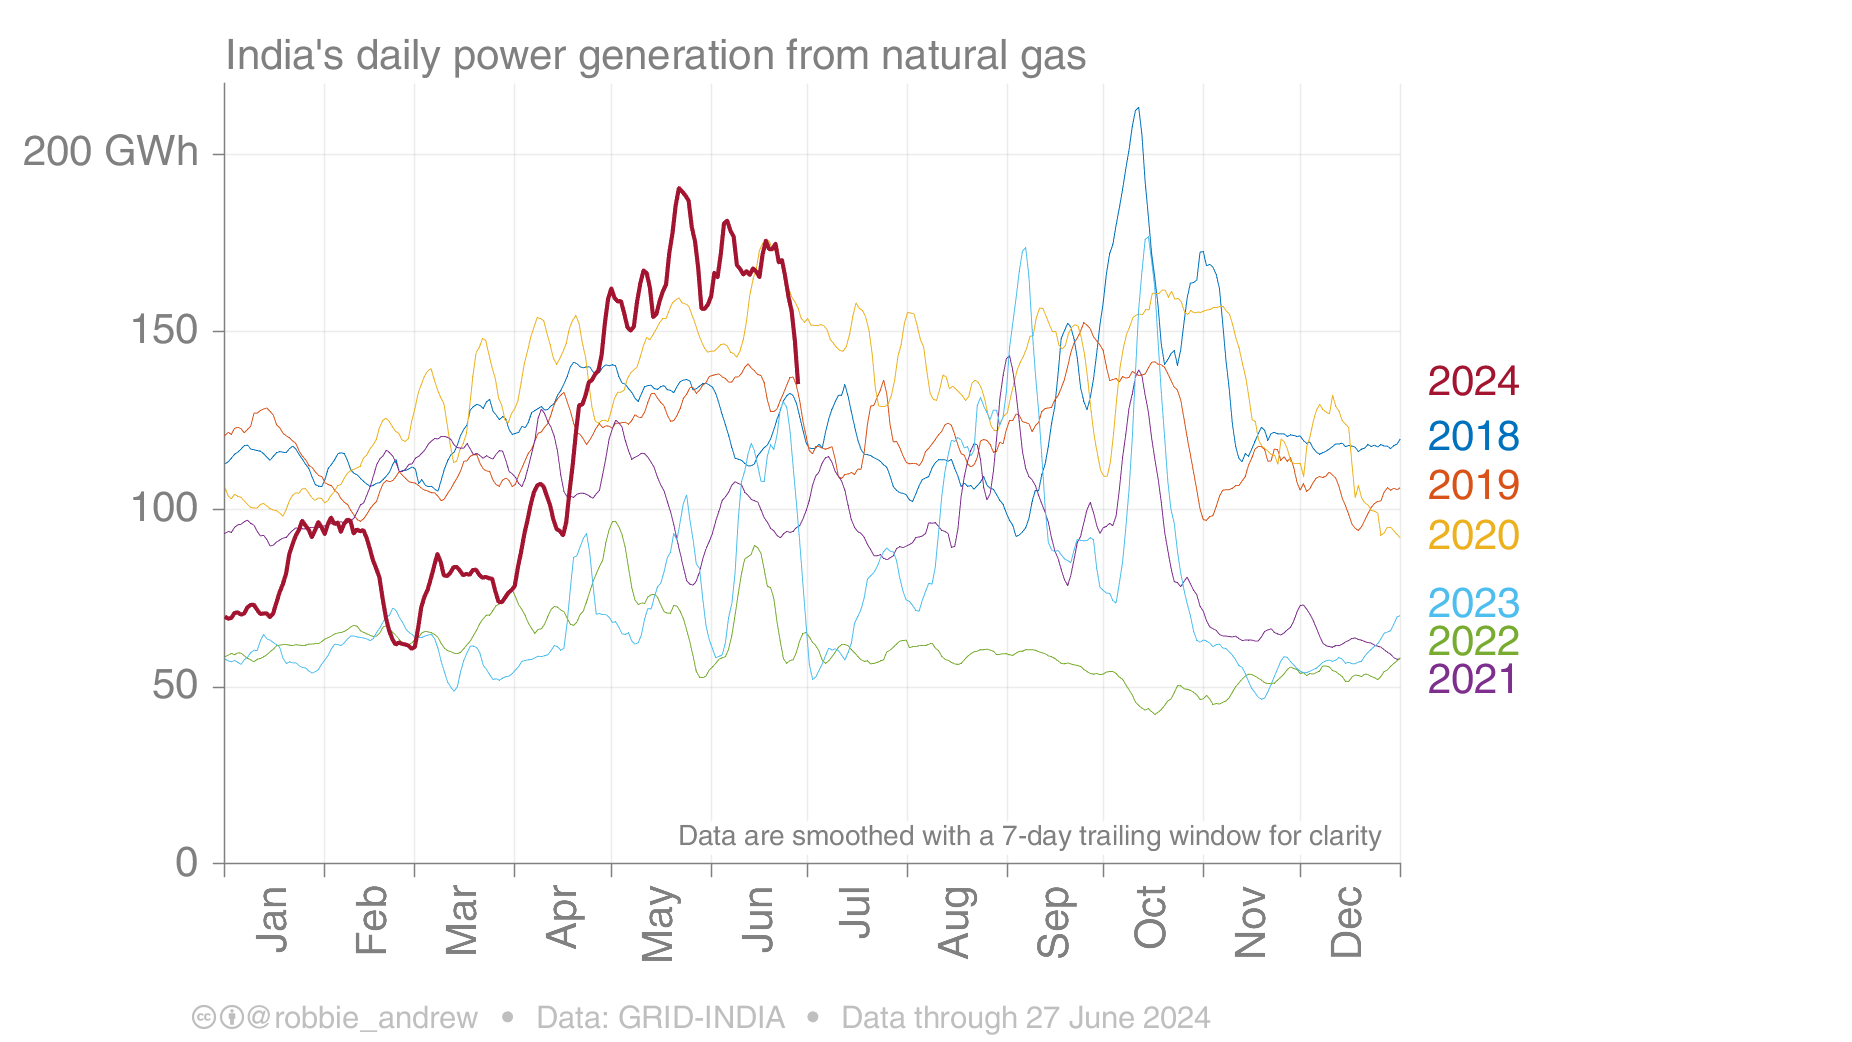 India's daily power generation from natural gas
200 GWh
150
100
50
0
Jan
Feb
Mar
Apr
May
Jun
Jul
Aug
Sep
Oct
Nov
Dec
2024
2018
2019
2020
2023
2022
2021
Data are smoothed with a 7-day trailing window for clarity
cc @robbie_andrew • Data: GRID-INDIA • Data through 27 June 2024